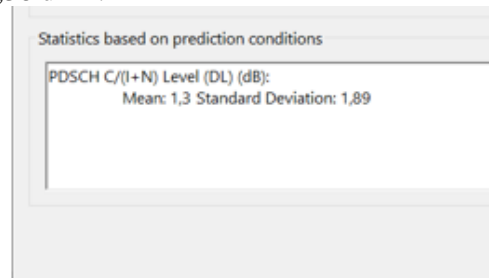 Statistics based on prediction conditions
PDSCH C/(I+N) Level (DL) (dB):
Mean: 1,3 Standard Deviation: 1,89